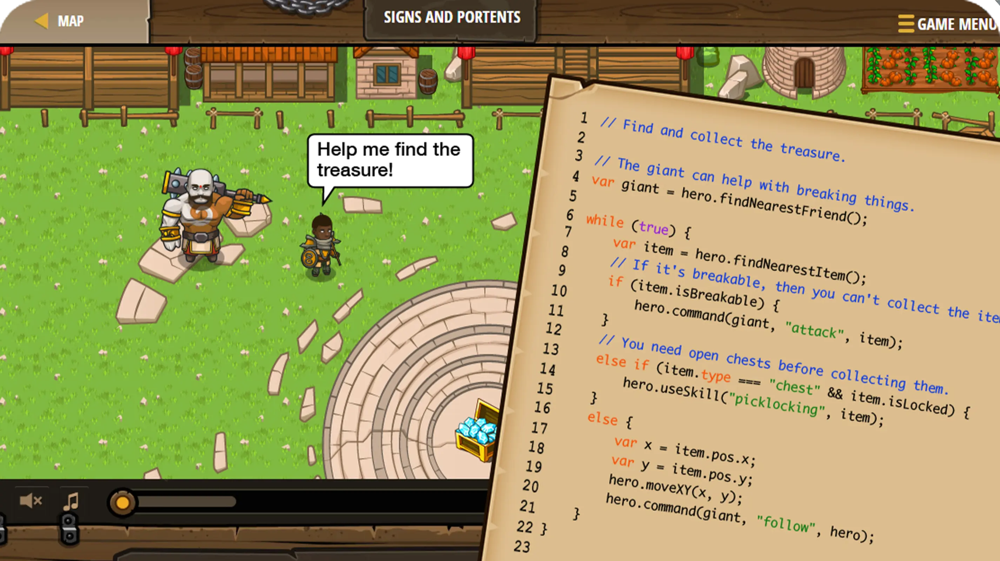 MAP
SIGNS AND PORTENTS
GAME MENU
Help me find the
treasure!
1 // Find and collect the treasure.
2
3 // The giant can help with breaking things.
4 var giant = hero.findNearestFriend();
5
6 while (true) {
7 var item = hero.findNearestItem();
8 // If it's breakable, then you can't collect the
9 if (item.isBreakable) {
10 hero.command(giant, "attack", item);
11 }
12 // You need open chests before collecting them.
13 else if (item.type === "chest" && item.isLocked) {
14 hero.useSkill("picklocking", item);
15 }
16 else {
17 var x = item.pos.x;
18 var y = item.pos.y;
19 hero.moveXY(x, y);
20 hero.command(giant, "follow", hero);
21 }
22 }
23